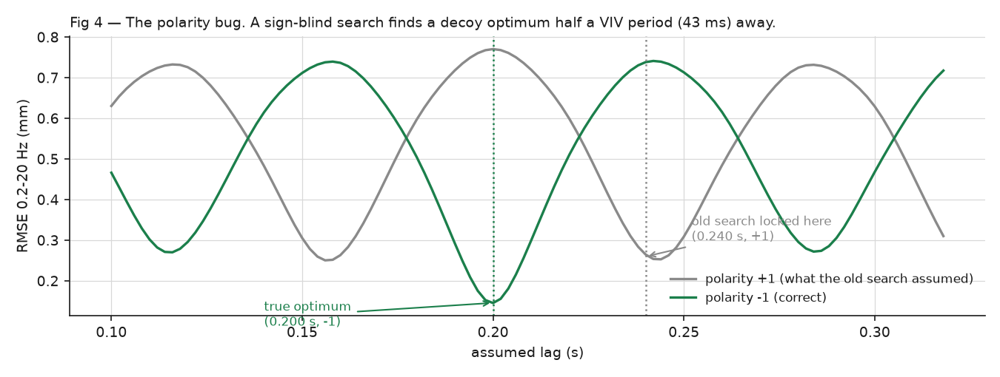 Fig 4 — The polarity bug. A sign-blind search finds a decoy optimum half a VIV period (43 ms) away.
0.8
0.7
0.6
0.5
0.4
0.3
0.2
RMSE 0.2-20 Hz (mm)
old search locked here
(0.240 s, +1)
polarity +1 (what the old search assumed)
polarity -1 (correct)
true optimum
(0.200 s, -1)
0.10 0.15 0.20 0.25 0.30
assumed lag (s)